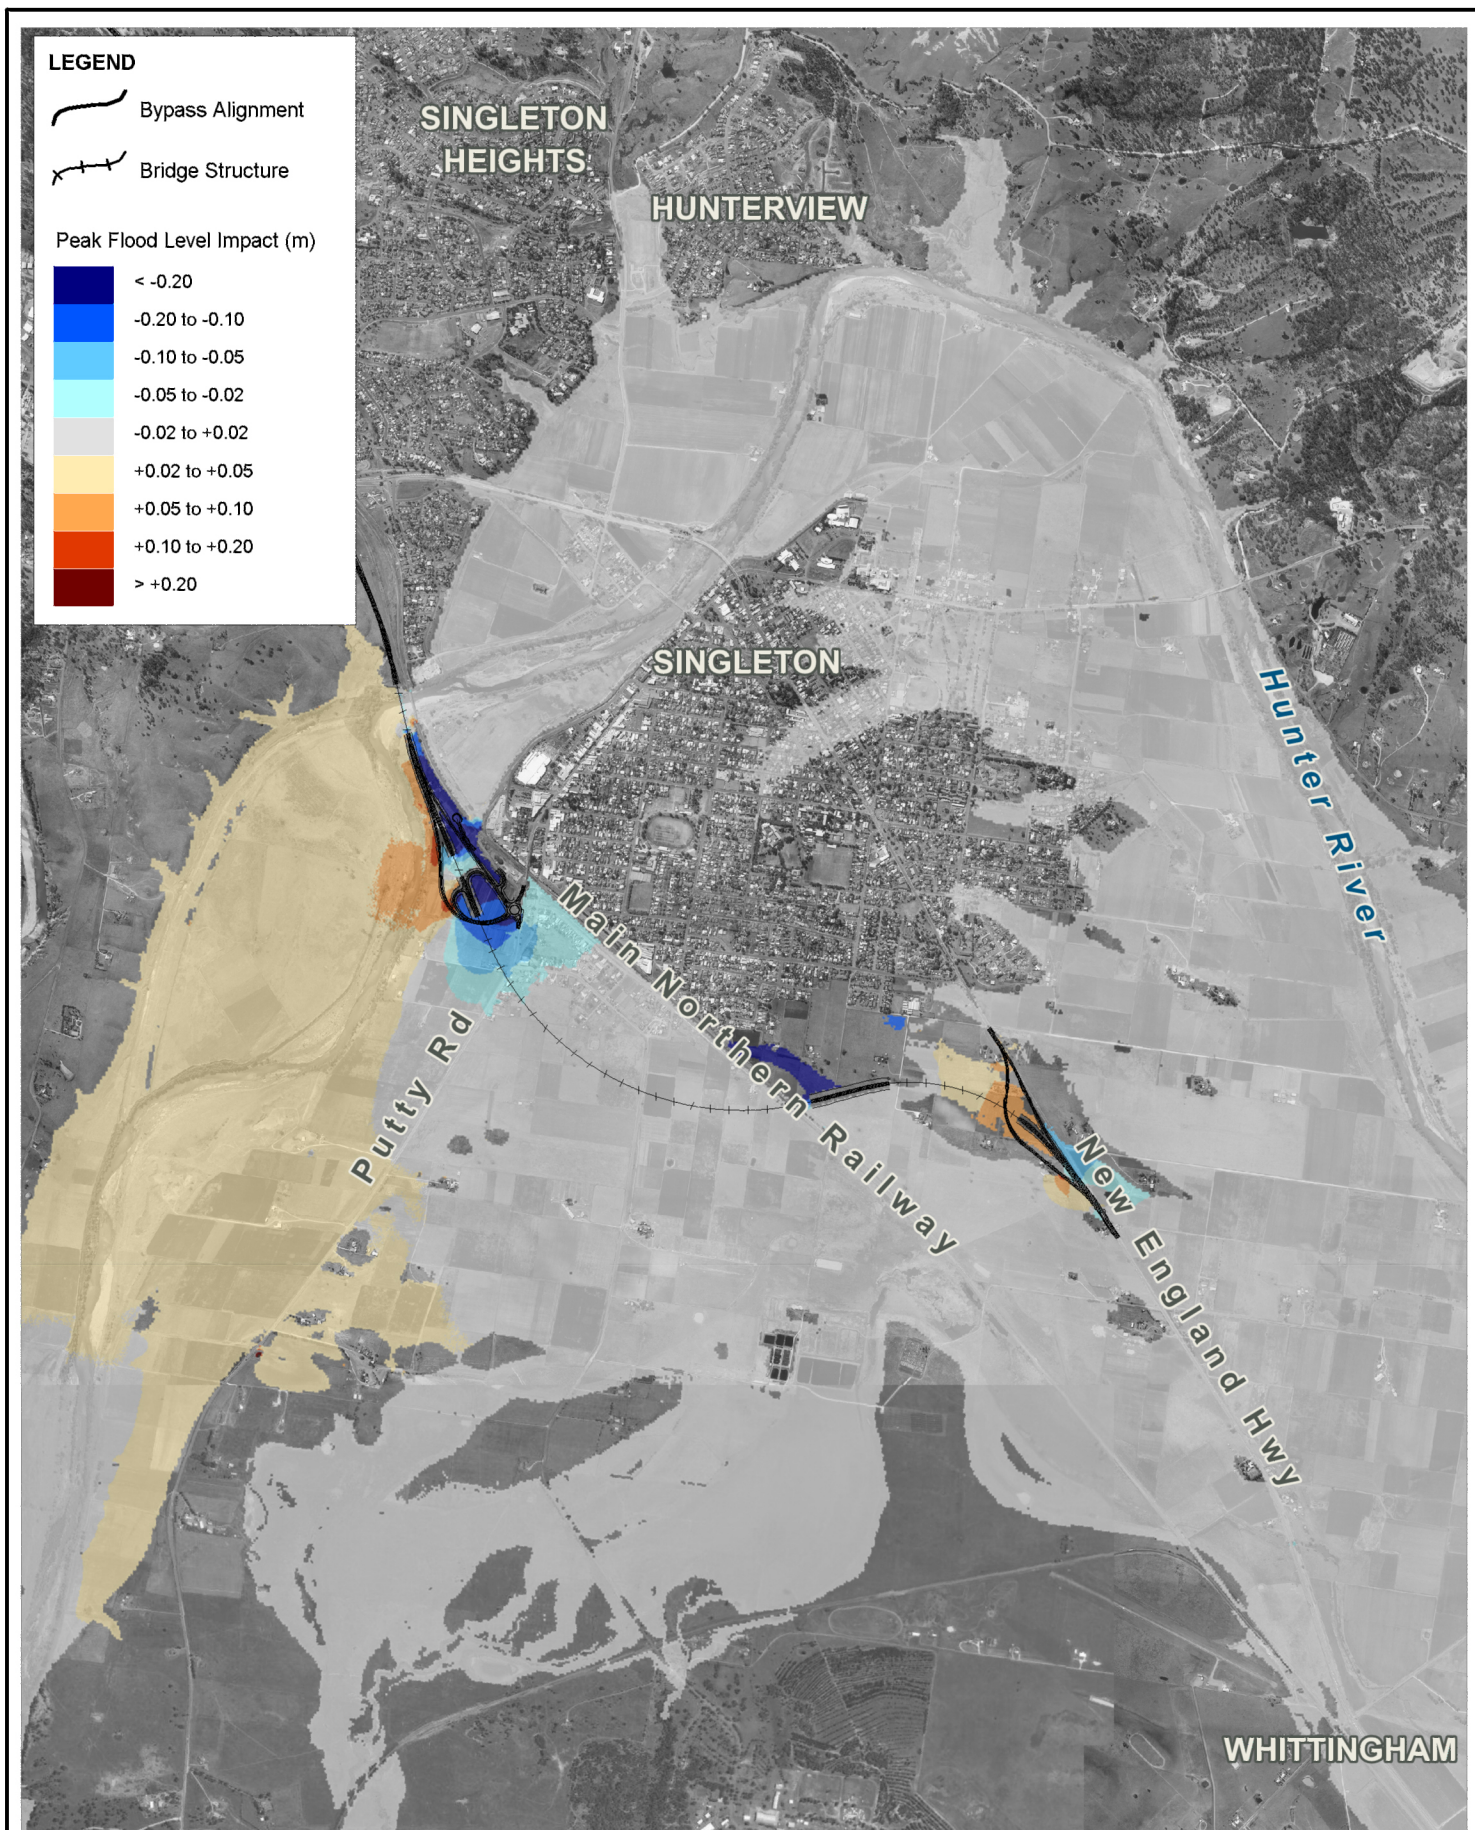 LEGEND
Bypass Alignment
Bridge Structure
Peak Flood Level Impact (m)
< -0.20
-0.20 to -0.10
-0.10 to -0.05
-0.05 to -0.02
-0.02 to +0.02
+0.02 to +0.05
+0.05 to +0.10
+0.10 to +0.20
> +0.20
SINGLETON
HEIGHTS
HUNTERVIEW
SINGLETON
Hunter River
Main Northern Railway
Putty Rd
New England Hwy
WHITTINGHAM